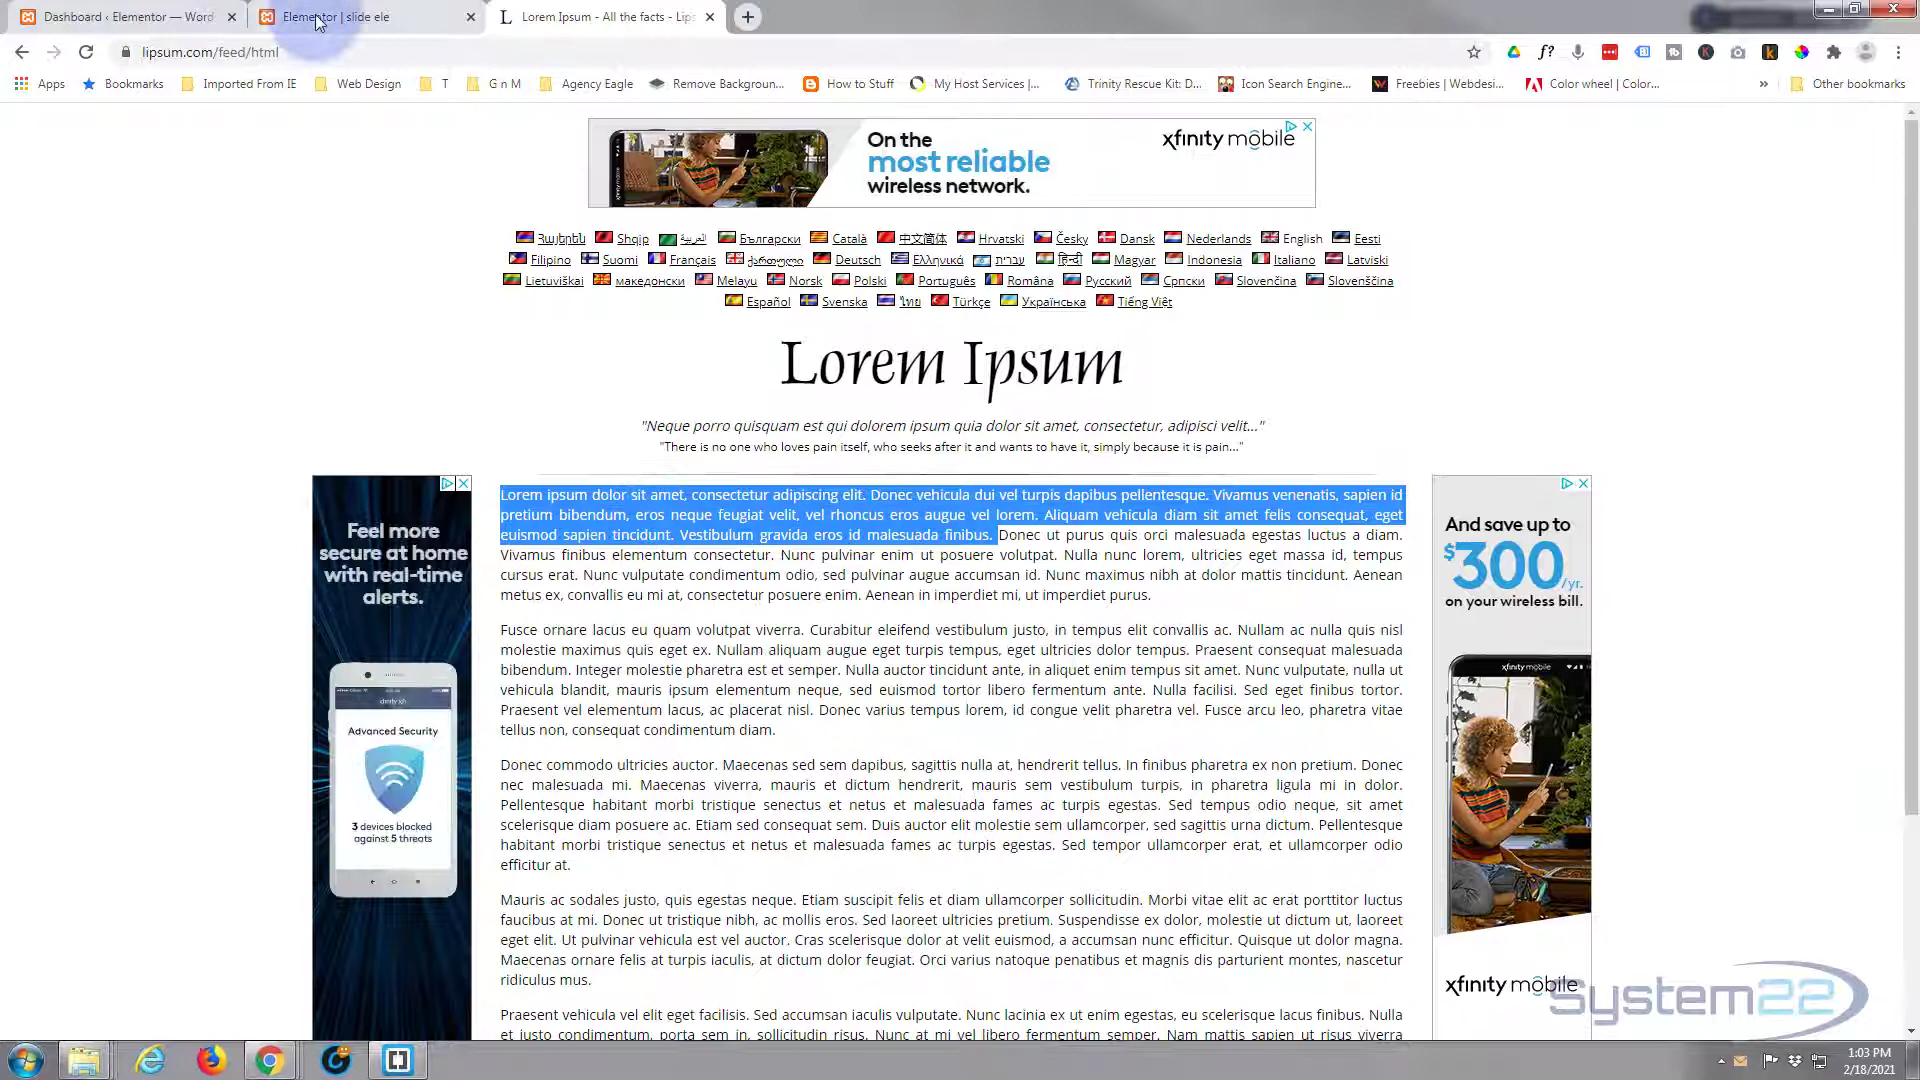 Dashboard ‹ Elementor — Word
Elementor | slide ele
Lorem Ipsum - All the facts - Lips
lipsum.com/feed/html
Apps
Bookmarks
Imported From IE
Web Design
T
G n M
Agency Eagle
Remove Backgroun...
How to Stuff
My Host Services |...
Trinity Rescue Kit: D...
Icon Search Engine...
Freebies | Webdesi...
Color wheel | Color...
»
Other bookmarks
On the
most reliable
wireless network.
xfinity mobile
Հայերեն Shqip العربية Български Català 中文简体 Hrvatski Česky Dansk Nederlands English Eesti
Filipino Suomi Français ქართული Deutsch Ελληνικά עברית हिन्दी Magyar Indonesia Italiano Latviski
Lietuviškai македонски Melayu Norsk Polski Português Româna Pyccкий Српски Slovenčina Slovenščina
Español Svenska ไทย Türkçe Українська Tiếng Việt
Lorem Ipsum
"Neque porro quisquam est qui dolorem ipsum quia dolor sit amet, consectetur, adipisci velit..."
"There is no one who loves pain itself, who seeks after it and wants to have it, simply because it is pain..."
Lorem ipsum dolor sit amet, consectetur adipiscing elit. Donec vehicula dui vel turpis dapibus pellentesque. Vivamus venenatis, sapien id
pretium bibendum, eros neque feugiat velit, vel rhoncus eros augue vel lorem. Aliquam vehicula diam sit amet felis consequat, eget
euismod sapien tincidunt. Vestibulum gravida eros id malesuada finibus. Donec ut purus quis orci malesuada egestas luctus a diam.
Vivamus finibus elementum consectetur. Nunc pulvinar enim ut posuere volutpat. Nulla nunc lorem, ultricies eget massa id, tempus
cursus erat. Nunc vulputate condimentum odio, sed pulvinar augue accumsan id. Nunc maximus nibh at dolor mattis tincidunt. Aenean
metus ex, convallis eu mi at, consectetur posuere enim. Aenean in imperdiet mi, ut imperdiet purus.
Fusce ornare lacus eu quam volutpat viverra. Curabitur eleifend vestibulum justo, in tempus elit convallis ac. Nullam ac nulla quis nisl
molestie maximus quis eget ex. Nullam aliquam augue eget turpis tempus, eget ultricies dolor tempus. Praesent consequat malesuada
bibendum. Integer molestie pharetra est et semper. Nulla auctor tincidunt ante, in aliquet enim tempus sit amet. Nunc vulputate, nulla ut
vehicula blandit, mauris ipsum elementum neque, sed euismod tortor libero fermentum ante. Nulla facilisi. Sed eget finibus tortor.
Praesent vel elementum lacus, ac placerat nisl. Donec varius tempus lorem, id congue velit pharetra vel. Fusce arcu leo, pharetra vitae
tellus non, consequat condimentum diam.
Donec commodo ultricies auctor. Maecenas sed sem dapibus, sagittis nulla at, hendrerit tellus. In finibus pharetra ex non pretium. Donec
nec malesuada mi. Maecenas viverra, mauris et dictum hendrerit, mauris sem vestibulum turpis, in pharetra ligula mi in dolor.
Pellentesque habitant morbi tristique senectus et netus et malesuada fames ac turpis egestas. Sed tempus odio neque, sit amet
scelerisque diam posuere ac. Etiam sed consequat sem. Duis auctor elit molestie sem ullamcorper, sed sagittis urna dictum. Pellentesque
habitant morbi tristique senectus et netus et malesuada fames ac turpis egestas. Sed tempor ullamcorper erat, et ullamcorper odio
efficitur at.
Mauris ac sodales justo, quis egestas neque. Etiam suscipit felis et diam ullamcorper sollicitudin. Morbi vitae elit ac erat porttitor luctus
faucibus at mi. Donec ut tristique nibh, ac mollis eros. Sed laoreet ultricies pretium. Suspendisse ex dolor, molestie ut dictum ut, laoreet
eget elit. Ut pulvinar vehicula est vel auctor. Cras scelerisque dolor at velit euismod, a accumsan nunc efficitur. Quisque ut dolor magna.
Maecenas ornare felis at turpis iaculis, at dictum dolor feugiat. Orci varius natoque penatibus et magnis dis parturient montes, nascetur
ridiculus mus.
Praesent vehicula vel elit eget facilisis. Sed accumsan iaculis vulputate. Nunc lacinia ex ut enim egestas, eu scelerisque lacus finibus. Nulla
et justo condimentum, porta sem in, sollicitudin risus. Nunc at mi vel libero fermentum semper. Nam mattis sapien ut risus viverra
Feel more
secure at home
with real-time
alerts.
Advanced Security
3 devices blocked
against 5 threats
And save up to
$300/yr.
on your wireless bill.
xfinity mobile
xfinity mobile
System22
1:03 PM
2/18/2021